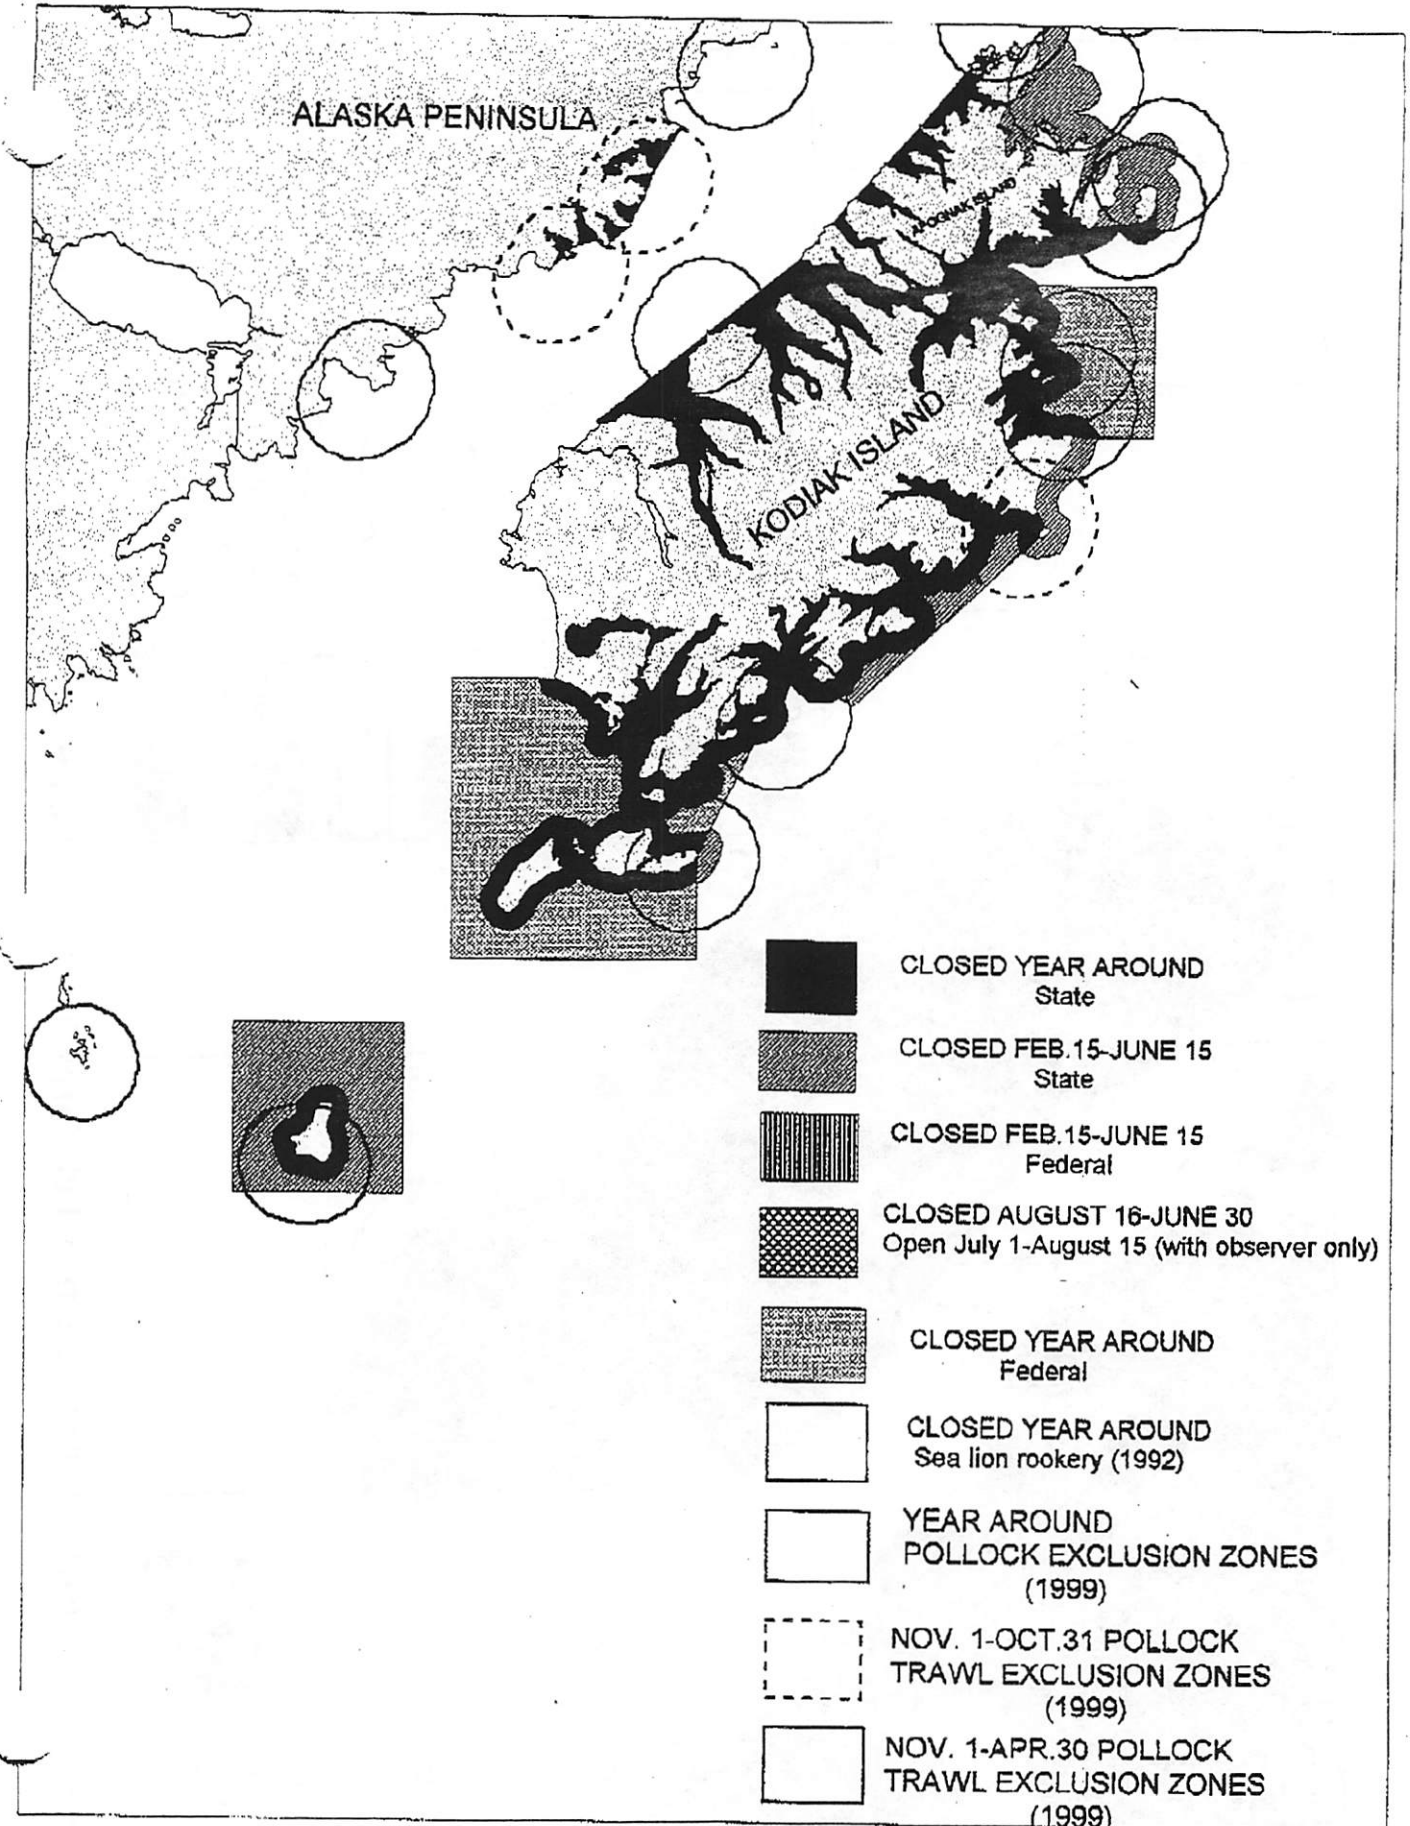 ALASKA PENINSULA
AFOGNAK ISLAND
KODIAK ISLAND
CLOSED YEAR AROUND
State
CLOSED FEB.15-JUNE 15
State
CLOSED FEB.15-JUNE 15
Federal
CLOSED AUGUST 16-JUNE 30
Open July 1-August 15 (with observer only)
CLOSED YEAR AROUND
Federal
CLOSED YEAR AROUND
Sea lion rookery (1992)
YEAR AROUND
POLLOCK EXCLUSION ZONES
(1999)
NOV. 1-OCT.31 POLLOCK
TRAWL EXCLUSION ZONES
(1999)
NOV. 1-APR.30 POLLOCK
TRAWL EXCLUSION ZONES
(1999)